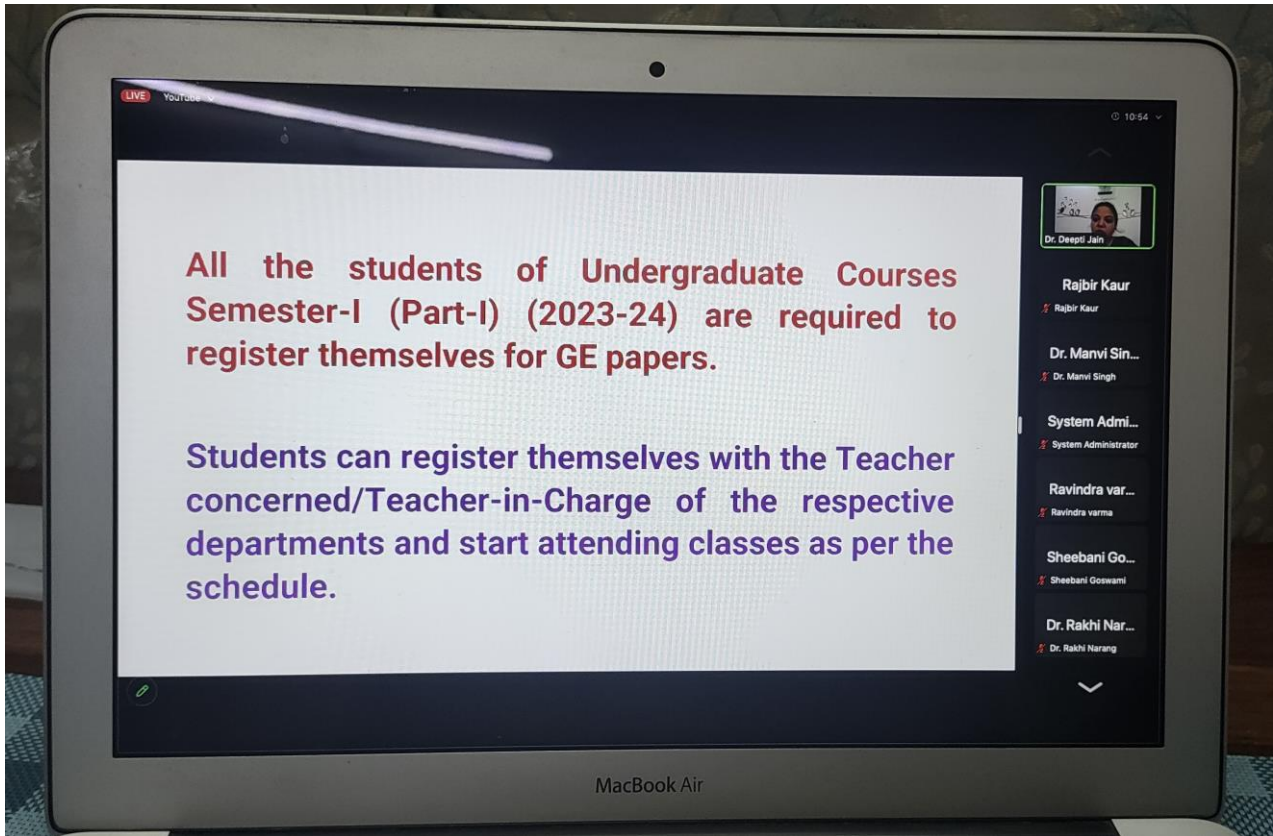 LIVE YouTube
10:54
All the students of Undergraduate Courses
Semester-I (Part-I) (2023-24) are required to
register themselves for GE papers.
Students can register themselves with the Teacher
concerned/Teacher-in-Charge of the respective
departments and start attending classes as per the
schedule.
Dr. Deepti Jain
Rajbir Kaur
Rajbir Kaur
Dr. Manvi Sin...
Dr. Manvi Singh
System Admi...
System Administrator
Ravindra var...
Ravindra varma
Sheebani Go...
Sheebani Goswami
Dr. Rakhi Nar...
Dr. Rakhi Narang
MacBook Air